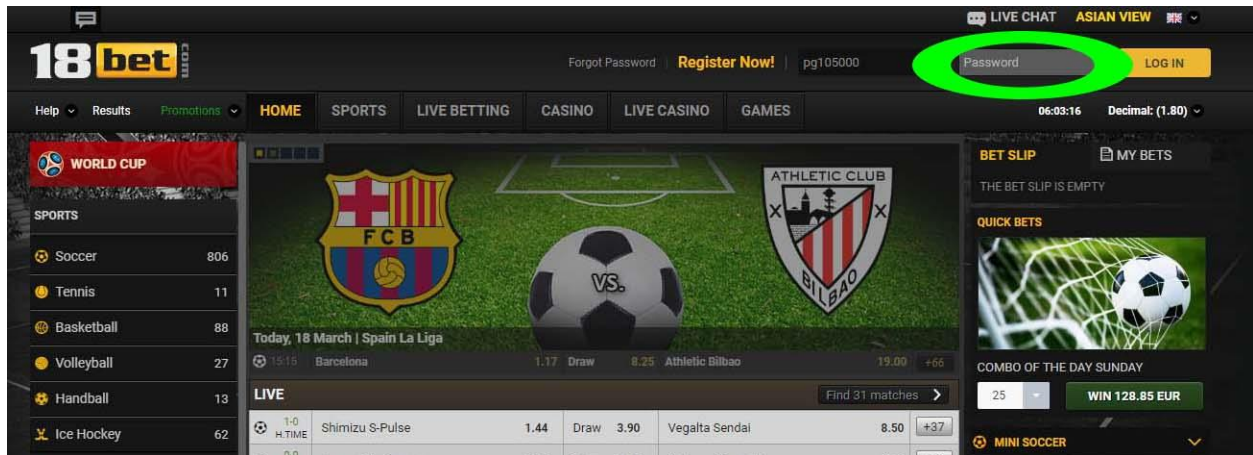 LIVE CHAT ASIAN VIEW
18 bet com
Forgot Password Register Now! pg105000 Password LOG IN
Help Results Promotions HOME SPORTS LIVE BETTING CASINO LIVE CASINO GAMES 06:03:16 Decimal: (1.80)
WORLD CUP
SPORTS
Soccer 806
Tennis 11
Basketball 88
Volleyball 27
Handball 13
Ice Hockey 62
FCB
VS.
ATHLETIC CLUB
BILBAO
Today, 18 March | Spain La Liga
15:15 Barcelona 1.17 Draw 8.25 Athletic Bilbao 19.00 +66
LIVE Find 31 matches
1-0
H.TIME Shimizu S-Pulse 1.44 Draw 3.90 Vegalta Sendai 8.50 +37
0-0
BET SLIP MY BETS
THE BET SLIP IS EMPTY
QUICK BETS
COMBO OF THE DAY SUNDAY
25 WIN 128.85 EUR
MINI SOCCER